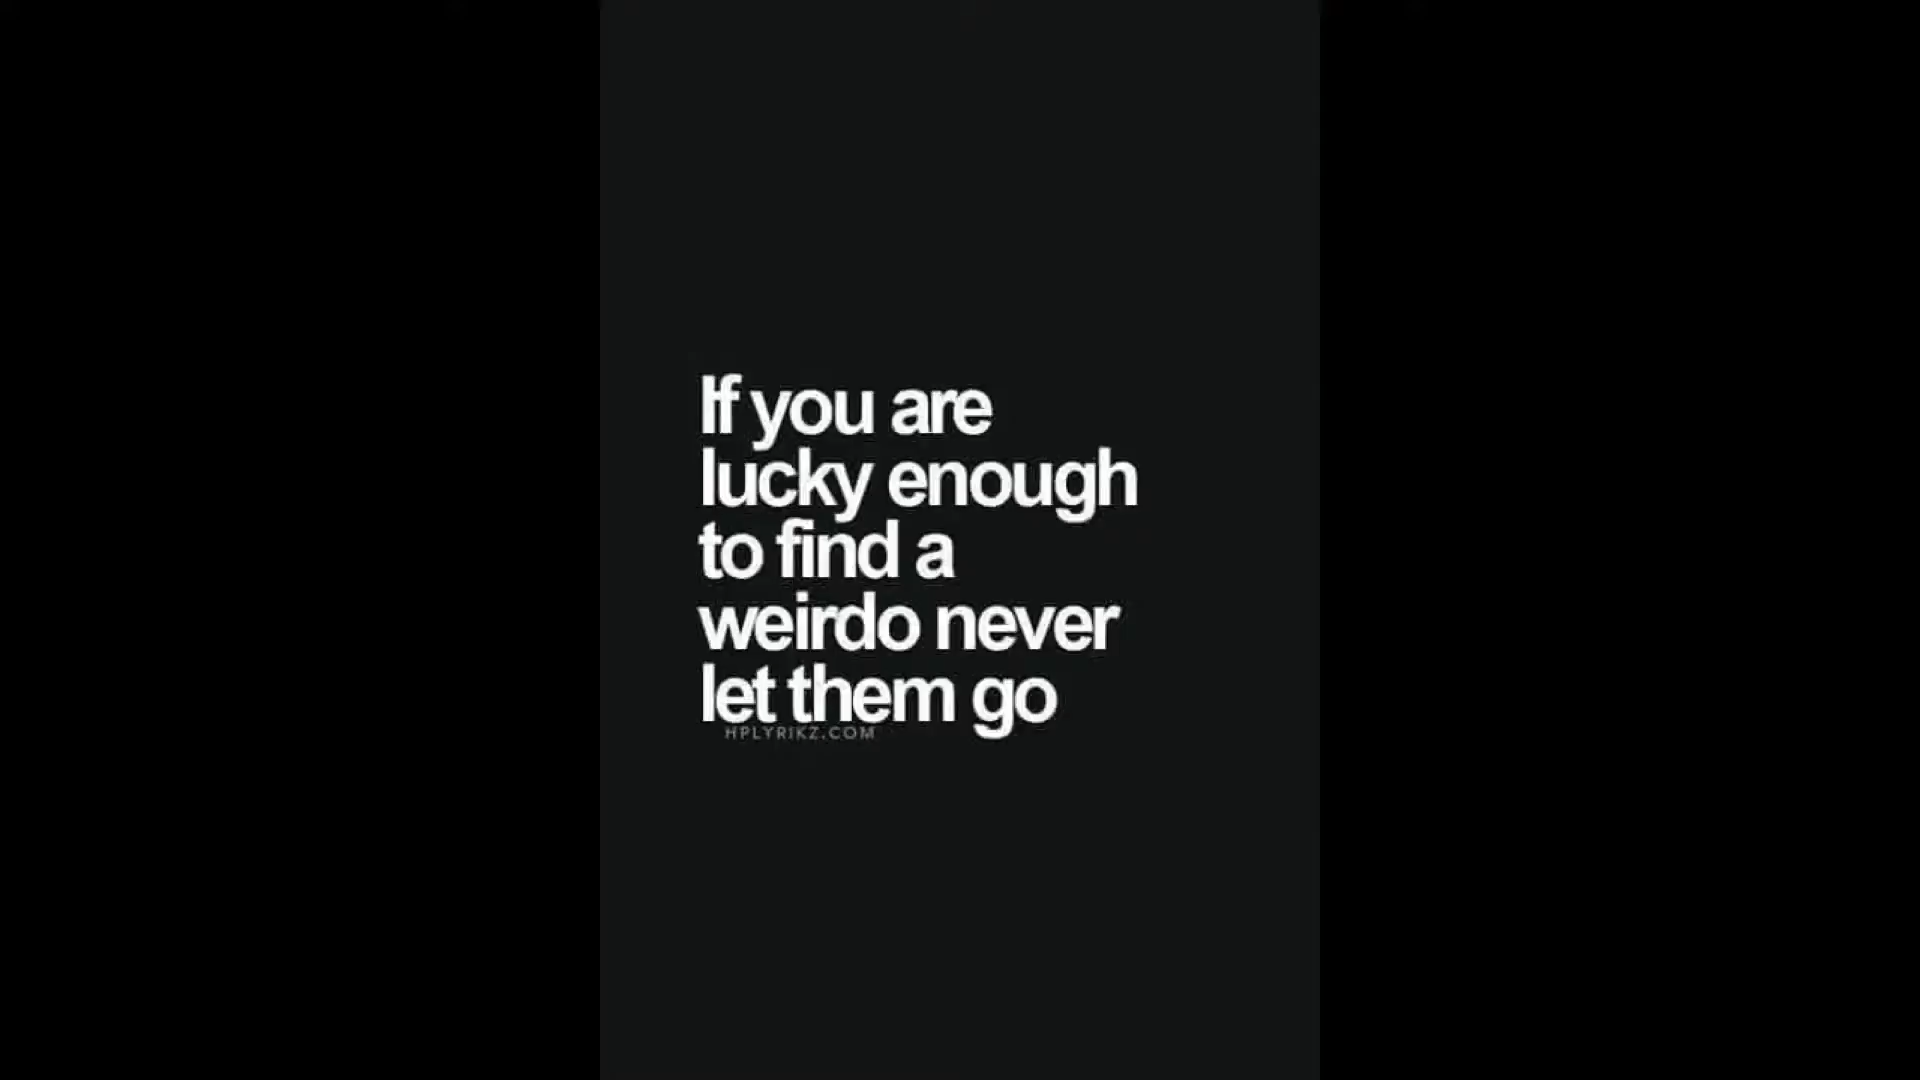 If you are
lucky enough
to find a
weirdo never
let them go
HPLYRIKZ.COM